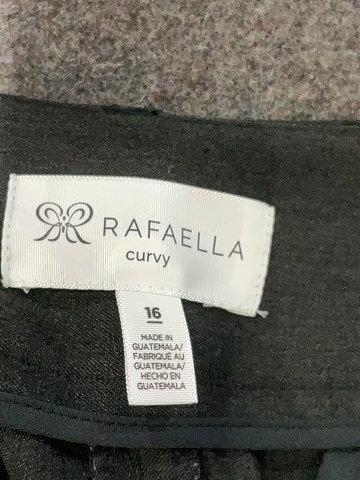 RAFAELLA
curvy
16
MADE IN
GUATEMALA/
FABRIQUÉ AU
GUATEMALA/
HECHO EN
GUATEMALA